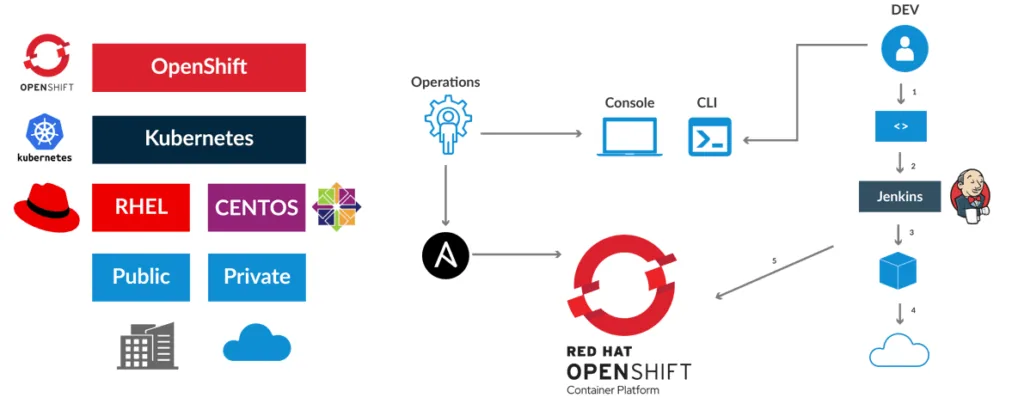 OPENSHIFT
OpenShift
kubernetes
Kubernetes
RHEL
CENTOS
Public
Private
Operations
Console
CLI
DEV
1
< >
2
Jenkins
3
4
5
RED HAT
OPENSHIFT
Container Platform